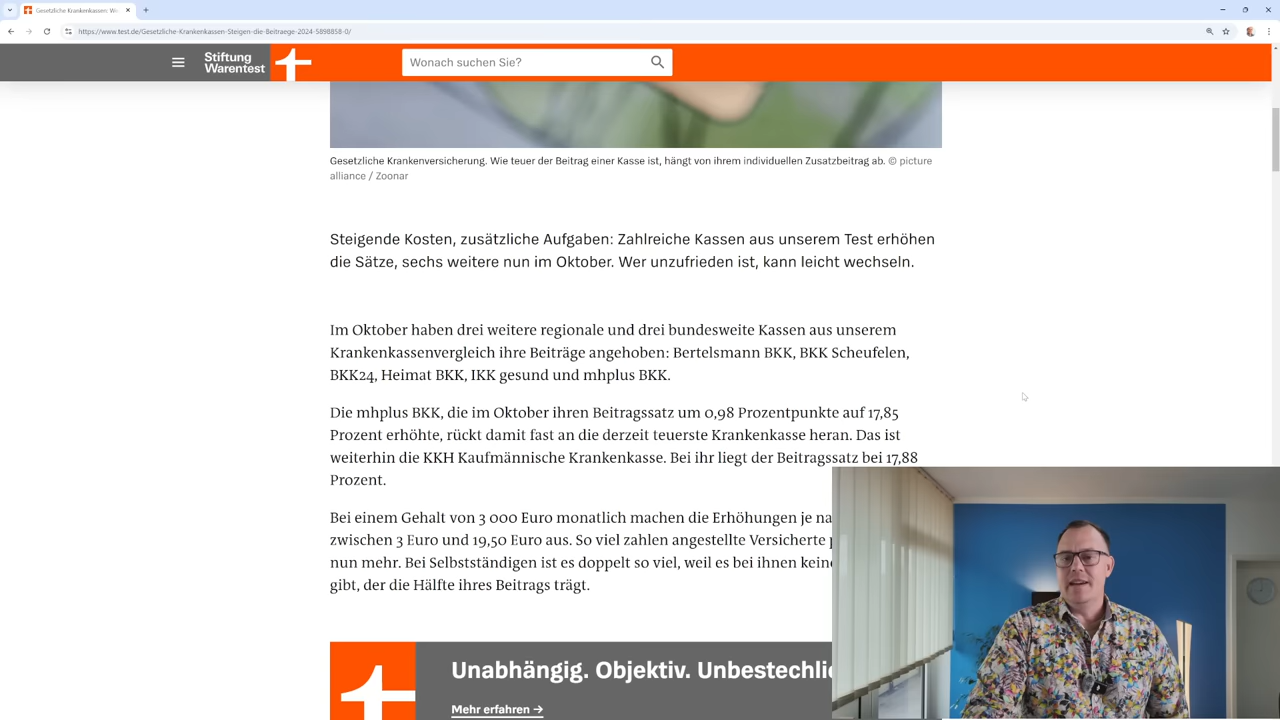 Gesetzliche Krankenkassen: W
https://www.test.de/Gesetzliche-Krankenkassen-Steigen-die-Beitraege-2024-5898858-0/
Stiftung
Warentest
Wonach suchen Sie?
Gesetzliche Krankenversicherung. Wie teuer der Beitrag einer Kasse ist, hängt von ihrem individuellen Zusatzbeitrag ab. © picture
alliance / Zoonar
Steigende Kosten, zusätzliche Aufgaben: Zahlreiche Kassen aus unserem Test erhöhen
die Sätze, sechs weitere nun im Oktober. Wer unzufrieden ist, kann leicht wechseln.
Im Oktober haben drei weitere regionale und drei bundesweite Kassen aus unserem
Krankenkassenvergleich ihre Beiträge angehoben: Bertelsmann BKK, BKK Scheufelen,
BKK24, Heimat BKK, IKK gesund und mhplus BKK.
Die mhplus BKK, die im Oktober ihren Beitragssatz um 0,98 Prozentpunkte auf 17,85
Prozent erhöhte, rückt damit fast an die derzeit teuerste Krankenkasse heran. Das ist
weiterhin die KKH Kaufmännische Krankenkasse. Bei ihr liegt der Beitragssatz bei 17,88
Prozent.
Bei einem Gehalt von 3 000 Euro monatlich machen die Erhöhungen je na
zwischen 3 Euro und 19,50 Euro aus. So viel zahlen angestellte Versicherte
nun mehr. Bei Selbstständigen ist es doppelt so viel, weil es bei ihnen kein
gibt, der die Hälfte ihres Beitrags trägt.
Unabhängig. Objektiv. Unbestechli
Mehr erfahren →